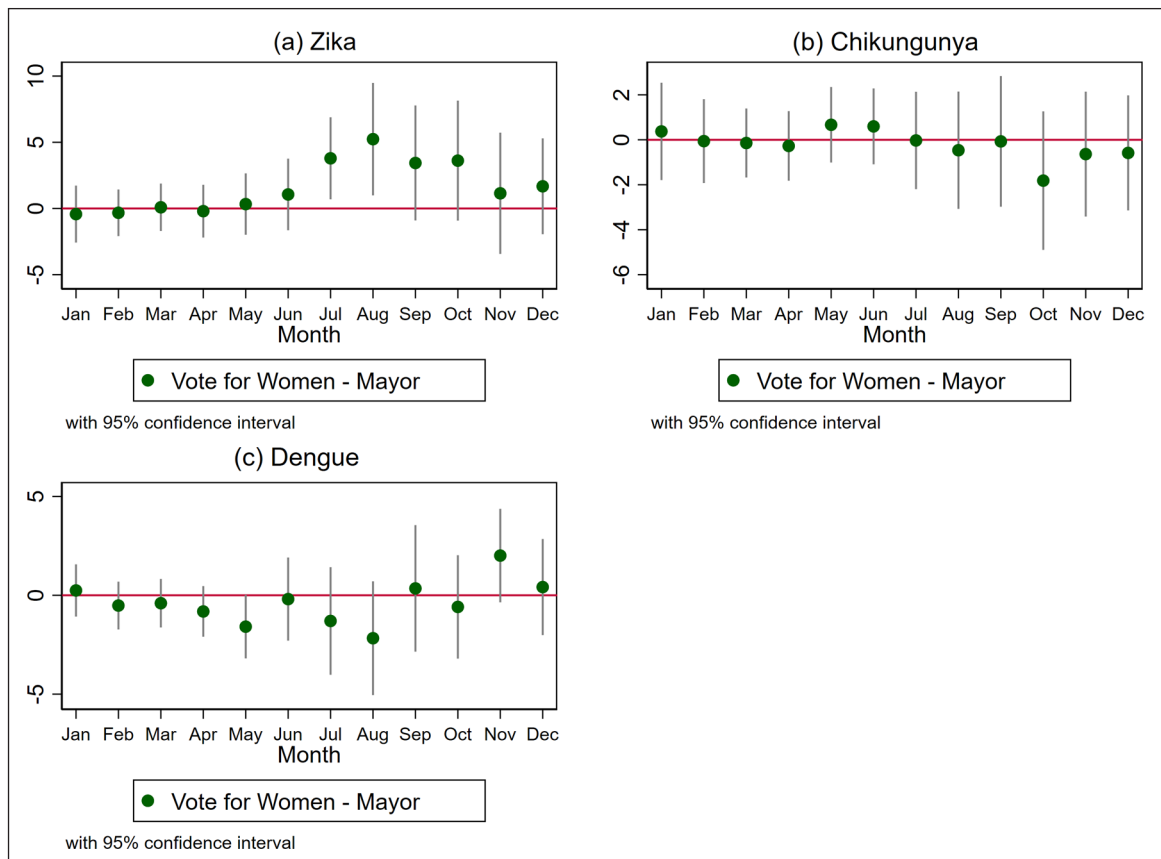 (a) Zika
10
5
0
-5
Jan Feb Mar Apr May Jun Jul Aug Sep Oct Nov Dec
Month
Vote for Women - Mayor
with 95% confidence interval
(b) Chikungunya
2
0
-2
-4
-6
Jan Feb Mar Apr May Jun Jul Aug Sep Oct Nov Dec
Month
Vote for Women - Mayor
with 95% confidence interval
(c) Dengue
5
0
-5
Jan Feb Mar Apr May Jun Jul Aug Sep Oct Nov Dec
Month
Vote for Women - Mayor
with 95% confidence interval